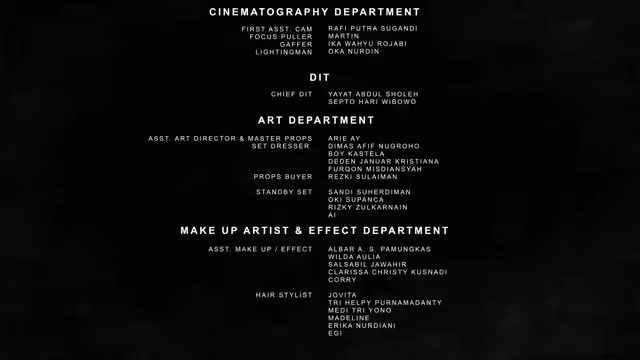 CINEMATOGRAPHY DEPARTMENT
FIRST ASST. CAM RAFI PUTRA SUGANDI
FOCUS PULLER MARTIN
GAFFER IKA WAHYU ROJABI
LIGHTINGMAN OKA NURDIN
DIT
CHIEF DIT YAYAT ABDUL SHOLEH
SEPTO HARI WIBOWO
ART DEPARTMENT
ASST. ART DIRECTOR & MASTER PROPS ARIE AY
SET DRESSER DIMAS AFIF NUGROHO
BOY KASTELA
DEDEN JANUAR KRISTIANA
FURQON MISDIANSYAH
PROPS BUYER REZKI SULAIMAN
STANDBY SET SANDI SUHERDIMAN
OKI SUPANCA
RIZKY ZULKARNAIN
AI
MAKE UP ARTIST & EFFECT DEPARTMENT
ASST. MAKE UP / EFFECT ALBAR A. S. PAMUNGKAS
WILDA AULIA
SALSABIL JAWAHIR
CLARISSA CHRISTY KUSNADI
CORRY
HAIR STYLIST JOVITA
TRI HELPY PURNAMADANTY
MEDI TRI YONO
MADELINE
ERIKA NURDIANI
EGI